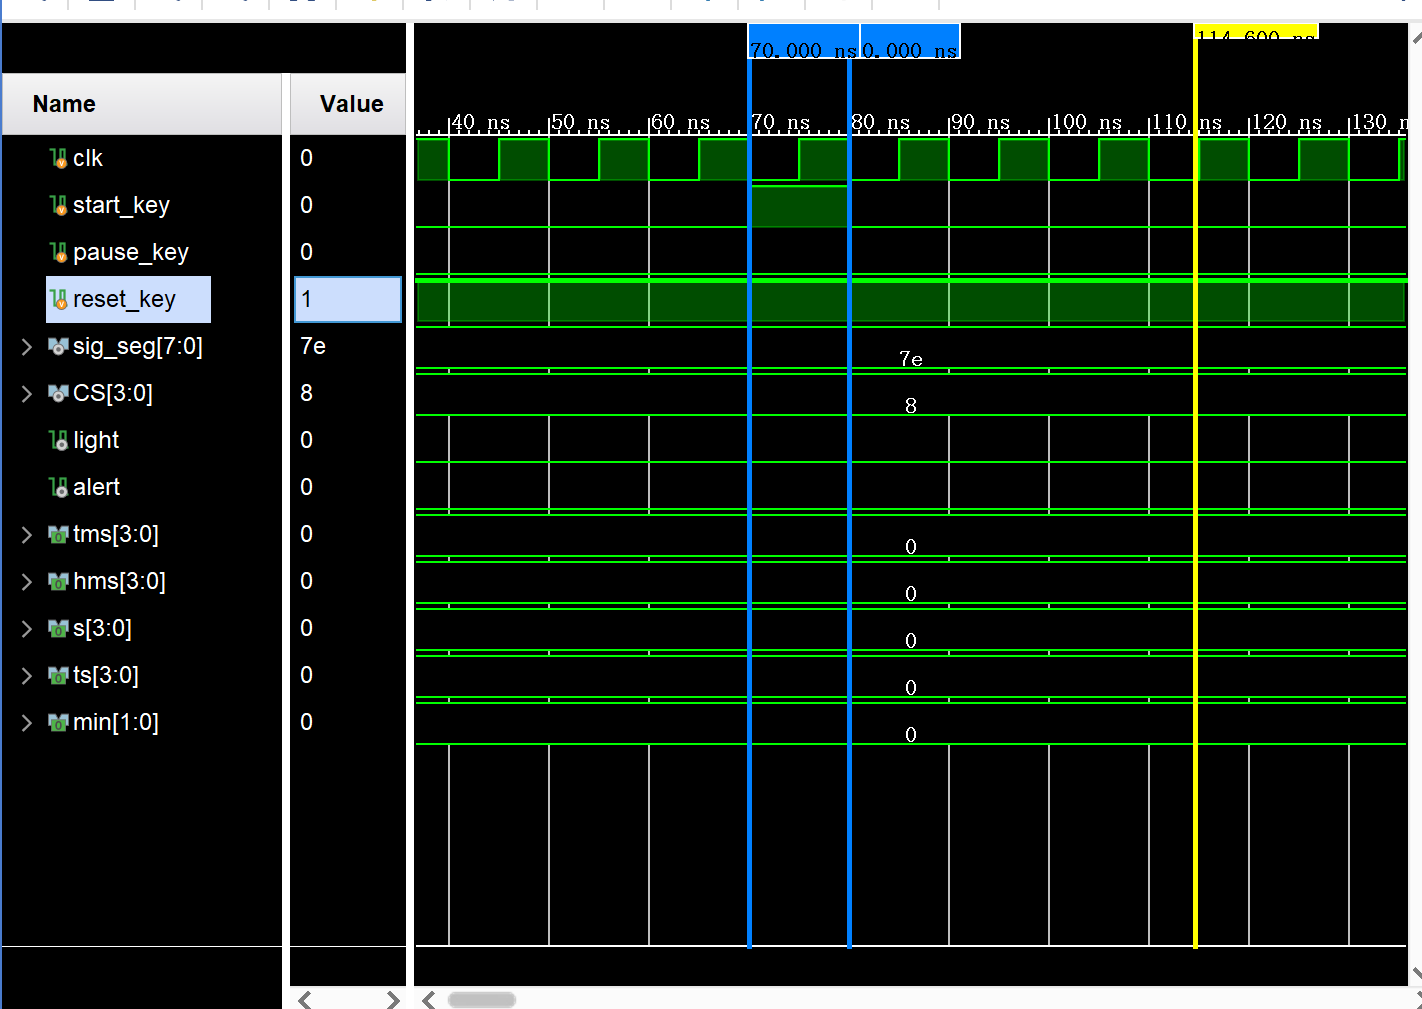 70.000 ns 0.000 ns 114.600 ns
Name Value
40 ns 50 ns 60 ns 70 ns 80 ns 90 ns 100 ns 110 ns 120 ns 130 n
clk 0
start_key 0
pause_key 0
reset_key 1
sig_seg[7:0] 7e 7e
CS[3:0] 8 8
light 0
alert 0
tms[3:0] 0 0
hms[3:0] 0 0
s[3:0] 0 0
ts[3:0] 0 0
min[1:0] 0 0